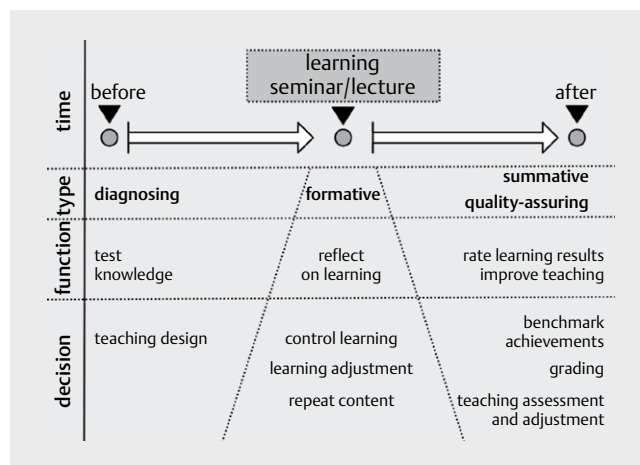 learning
seminar/lecture
before
after
time
type
diagnosing
formative
summative
quality-assuring
function
test
knowledge
reflect
on learning
rate learning results
improve teaching
decision
teaching design
control learning
learning adjustment
repeat content
benchmark
achievements
grading
teaching assessment
and adjustment